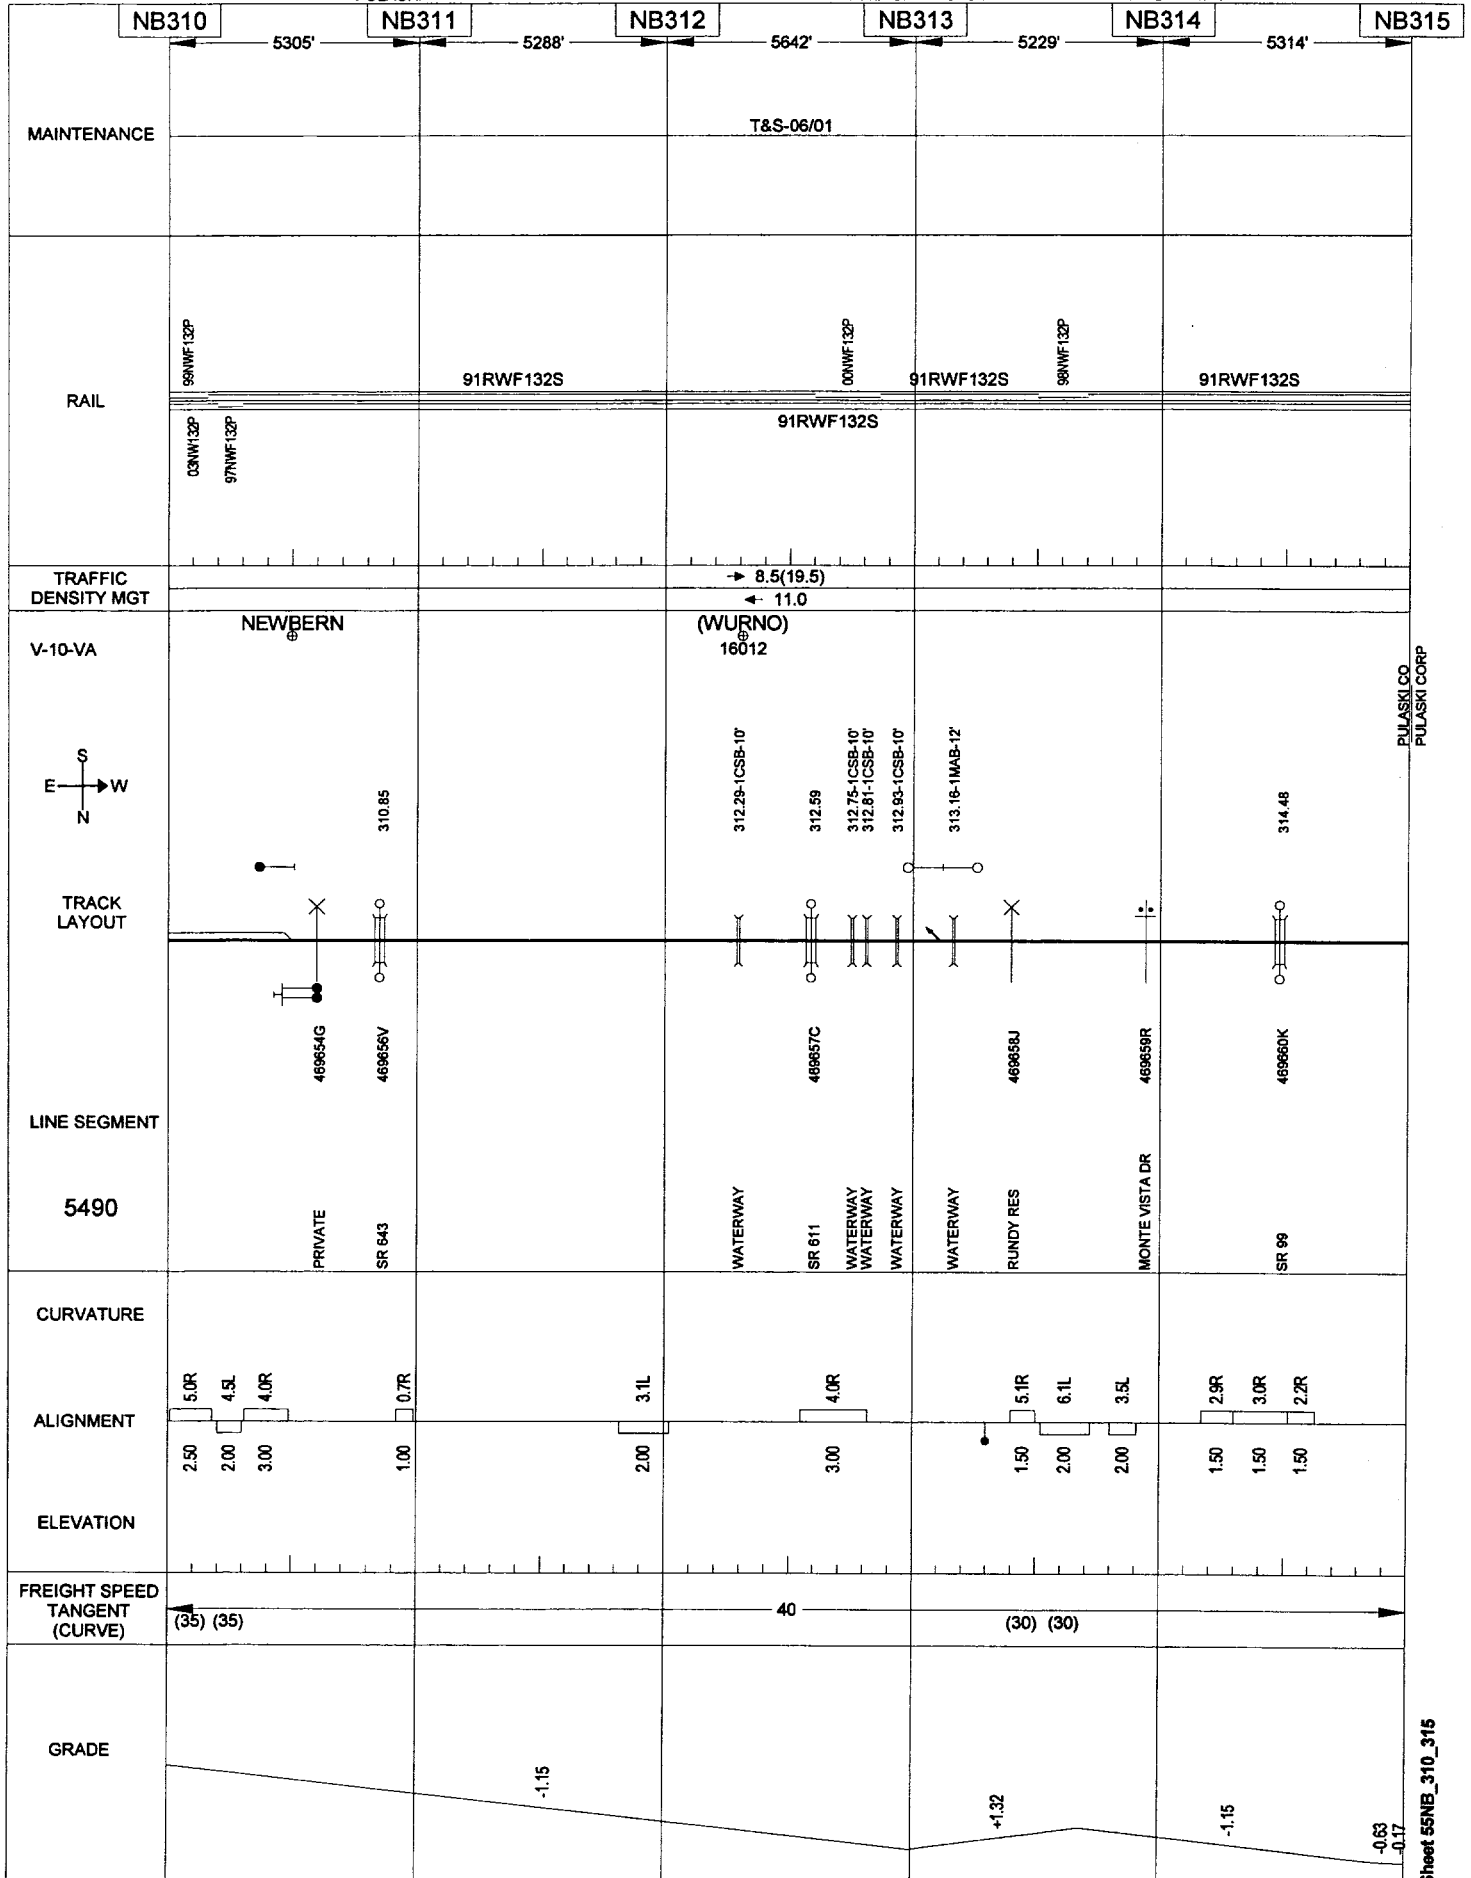 NB310 NB311 NB312 NB313 NB314 NB315
5305' 5288' 5642' 5229' 5314'
MAINTENANCE
T&S-06/01
RAIL
99NWF132P
91RWF132S
00NWF132P
91RWF132S
98NWF132P
91RWF132S
91RWF132S
03NW132P
97NWF132P
TRAFFIC
DENSITY MGT
→ 8.5(19.5)
← 11.0
V-10-VA
NEWBERN
(WURNO)
16012
PULASKI CO
PULASKI CORP
S
E W
N
310.85
312.29-1CSB-10'
312.59
312.75-1CSB-10'
312.81-1CSB-10'
312.93-1CSB-10'
313.16-1MAB-12'
314.48
TRACK
LAYOUT
469654G
469656V
469657C
469658J
469659R
469660K
LINE SEGMENT
5490
PRIVATE
SR 643
WATERWAY
SR 611
WATERWAY
WATERWAY
WATERWAY
WATERWAY
RUNDY RES
MONTE VISTA DR
SR 99
CURVATURE
5.0R 4.5L 4.0R 0.7R 3.1L 4.0R 5.1R 6.1L 3.5L 2.9R 3.0R 2.2R
ALIGNMENT
2.50 2.00 3.00 1.00 2.00 3.00 1.50 2.00 2.00 1.50 1.50 1.50
ELEVATION
FREIGHT SPEED
TANGENT
(CURVE)
(35) (35)
40
(30) (30)
GRADE
-1.15
+1.32
-1.15
-0.63
-0.17
Sheet 55NB_310_315